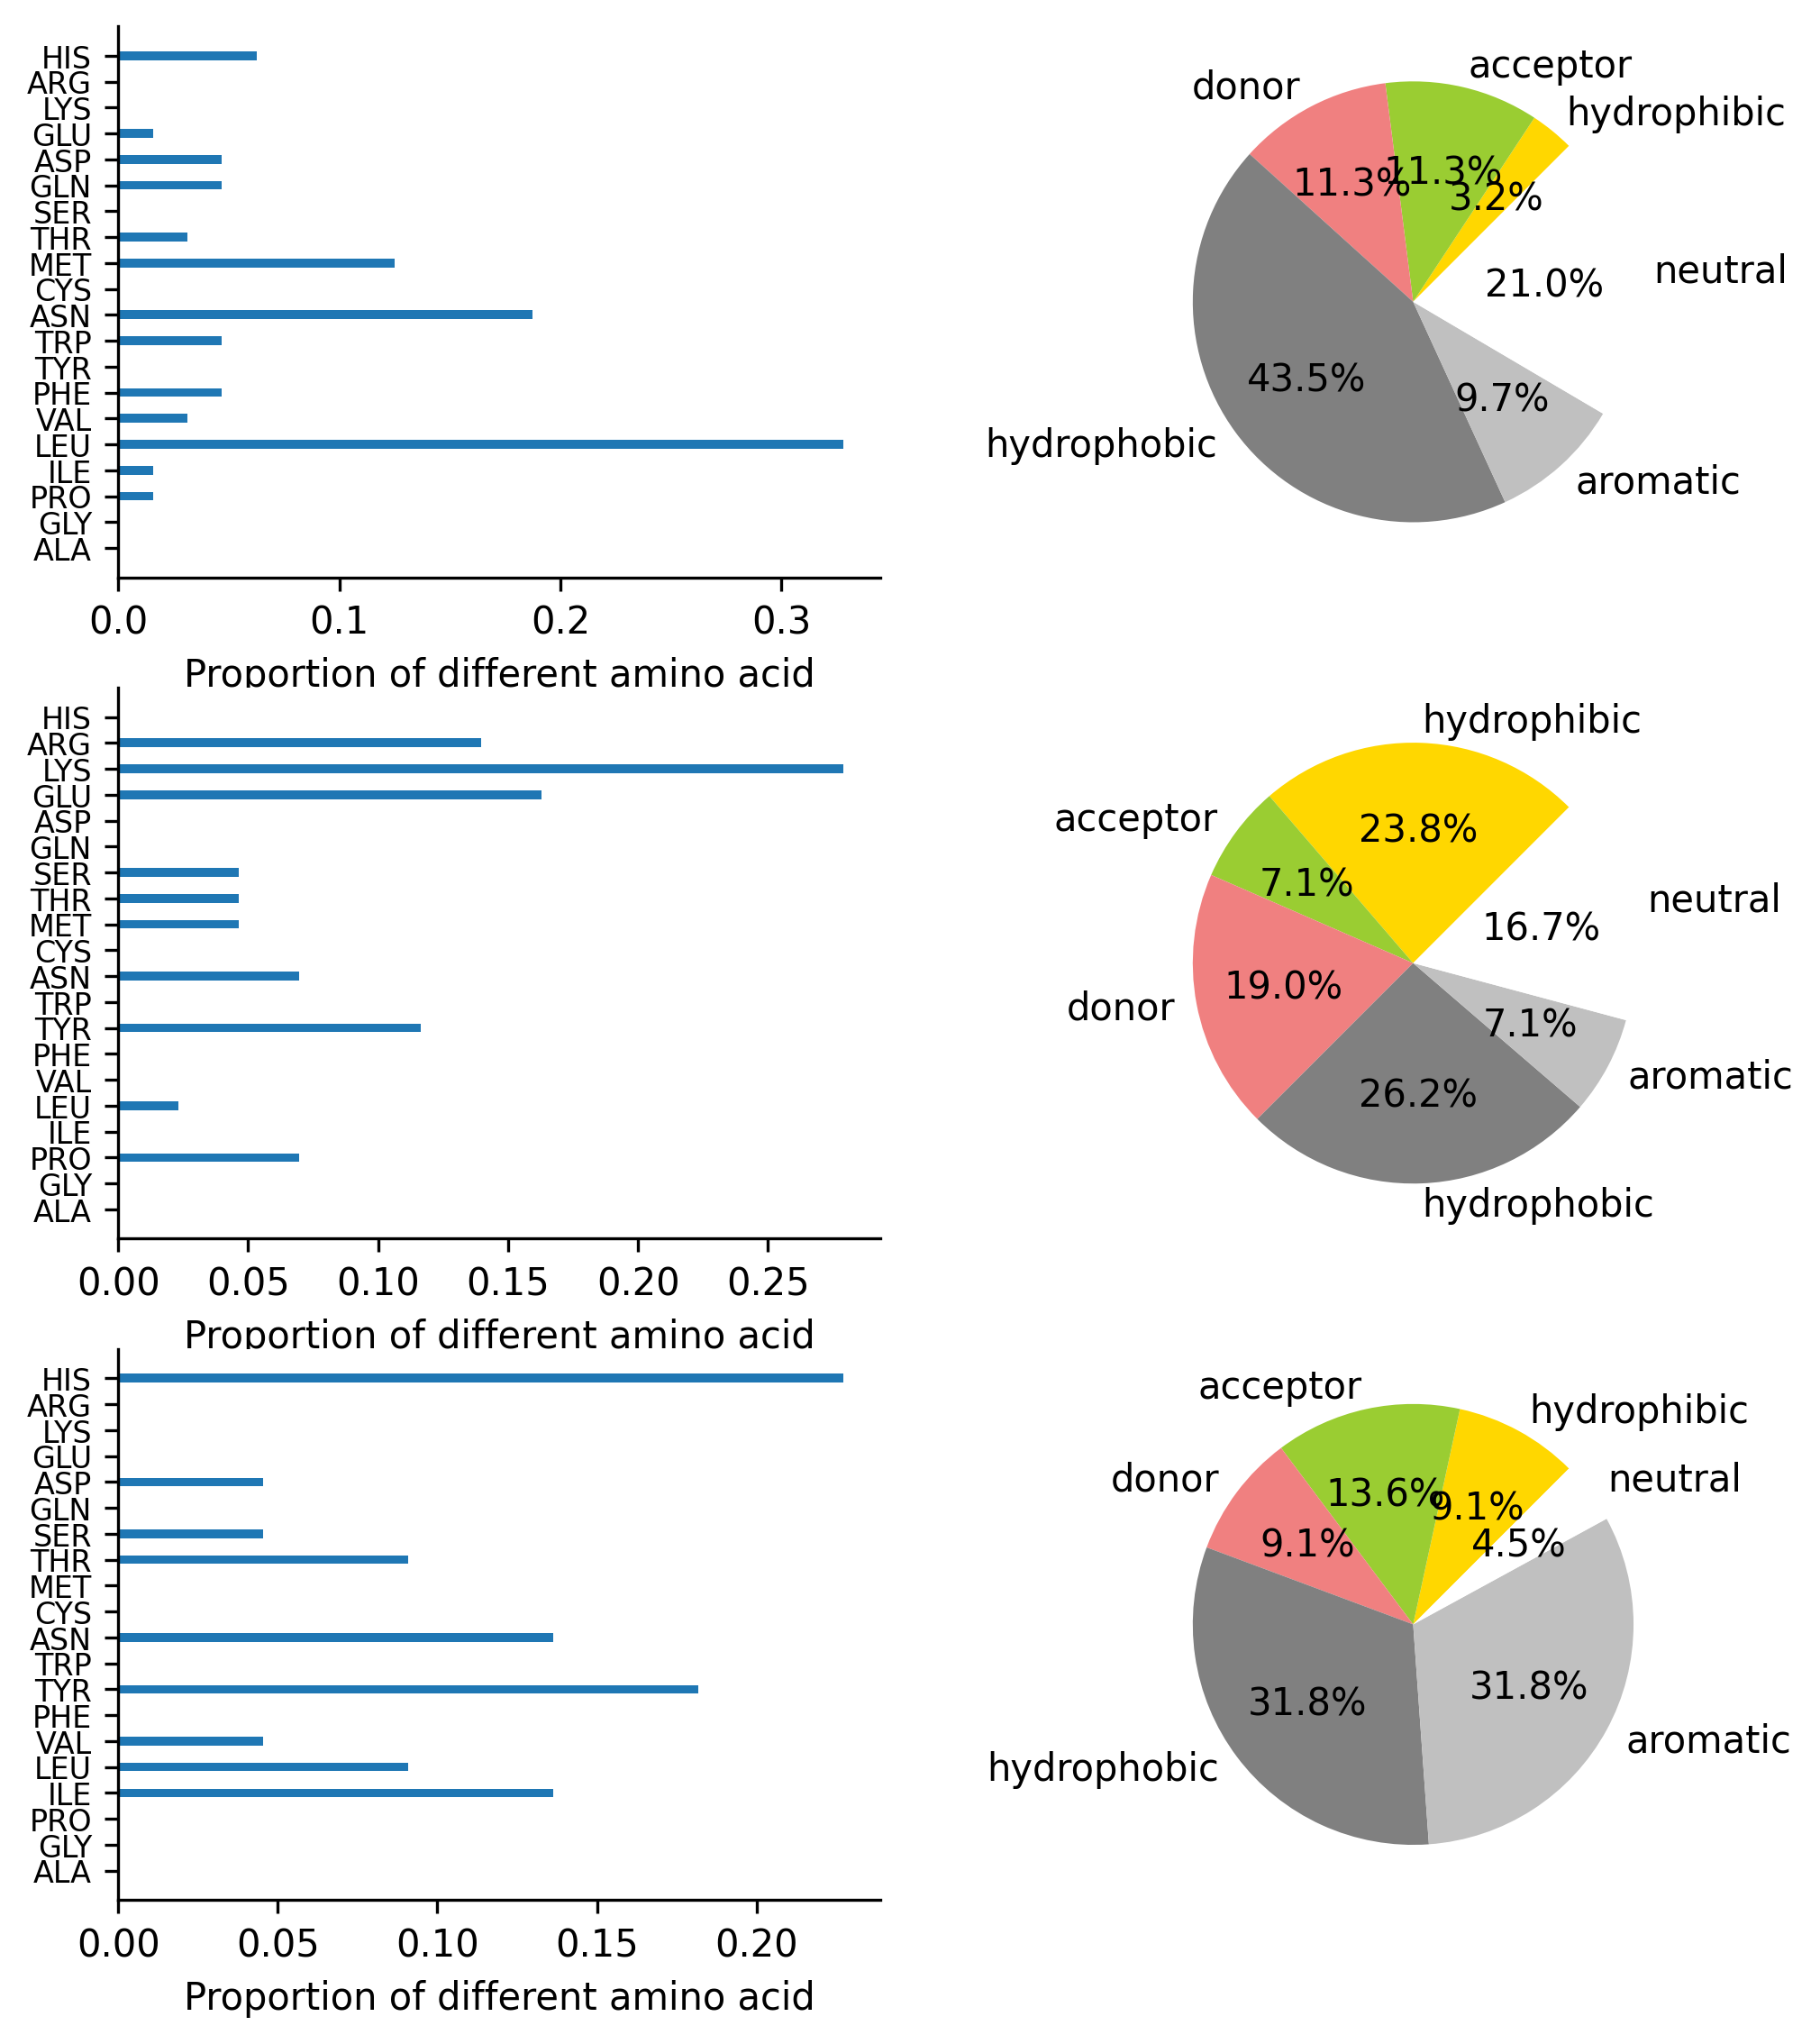 HIS
ARG
LYS
GLU
ASP
GLN
SER
THR
MET
CYS
ASN
TRP
TYR
PHE
VAL
LEU
ILE
PRO
GLY
ALA
0.0 0.1 0.2 0.3
Proportion of different amino acid
donor
acceptor
hydrophibic
11.3%
11.3%
3.2%
neutral
21.0%
43.5%
9.7%
hydrophobic
aromatic
HIS
ARG
LYS
GLU
ASP
GLN
SER
THR
MET
CYS
ASN
TRP
TYR
PHE
VAL
LEU
ILE
PRO
GLY
ALA
0.00 0.05 0.10 0.15 0.20 0.25
Proportion of different amino acid
hydrophibic
acceptor
23.8%
7.1%
neutral
16.7%
19.0%
donor
7.1%
aromatic
26.2%
hydrophobic
HIS
ARG
LYS
GLU
ASP
GLN
SER
THR
MET
CYS
ASN
TRP
TYR
PHE
VAL
LEU
ILE
PRO
GLY
ALA
0.00 0.05 0.10 0.15 0.20
Proportion of different amino acid
acceptor
hydrophibic
donor
neutral
13.6%
9.1%
9.1%
4.5%
31.8%
31.8%
hydrophobic
aromatic